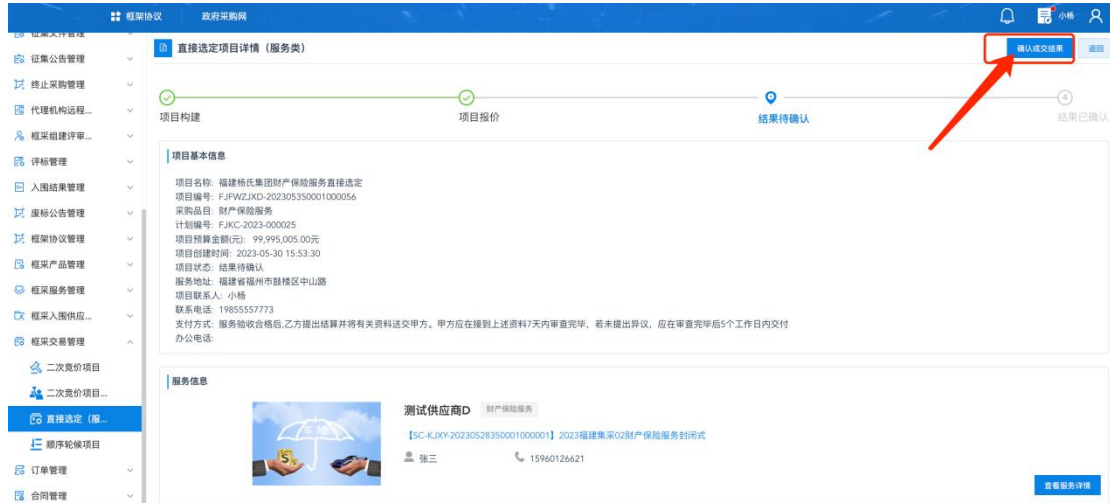 框架协议
政府采购网
小杨
征集文件管理
征集公告管理
终止采购管理
代理机构远程...
框采组建评审...
评标管理
入围结果管理
废标公告管理
框架协议管理
框采产品管理
框采服务管理
框采入围供应...
框采交易管理
二次竞价项目
二次竞价项目...
直接选定（服...
顺序轮候项目
订单管理
合同管理
直接选定项目详情（服务类）
确认成交结果
返回
项目构建
项目报价
结果待确认
4
结果已确认
项目基本信息
项目名称: 福建杨氏集团财产保险服务直接选定
项目编号: FJFWZJXD-202305350001000056
采购品目: 财产保险服务
计划编号: FJKC-2023-000025
项目预算金额(元): 99,995,005.00元
项目创建时间: 2023-05-30 15:53:30
项目状态: 结果待确认
服务地址: 福建省福州市鼓楼区中山路
项目联系人: 小杨
联系电话: 19855557773
支付方式: 服务验收合格后,乙方提出结算并将有关资料送交甲方。甲方应在接到上述资料7天内审查完毕，若未提出异议，应在审查完毕后5个工作日内交付
办公电话:
服务信息
车险
测试供应商D
财产保险服务
【SC-KJXY-20230528350001000001】2023福建集采02财产保险服务封闭式
张三
15960126621
查看服务详情